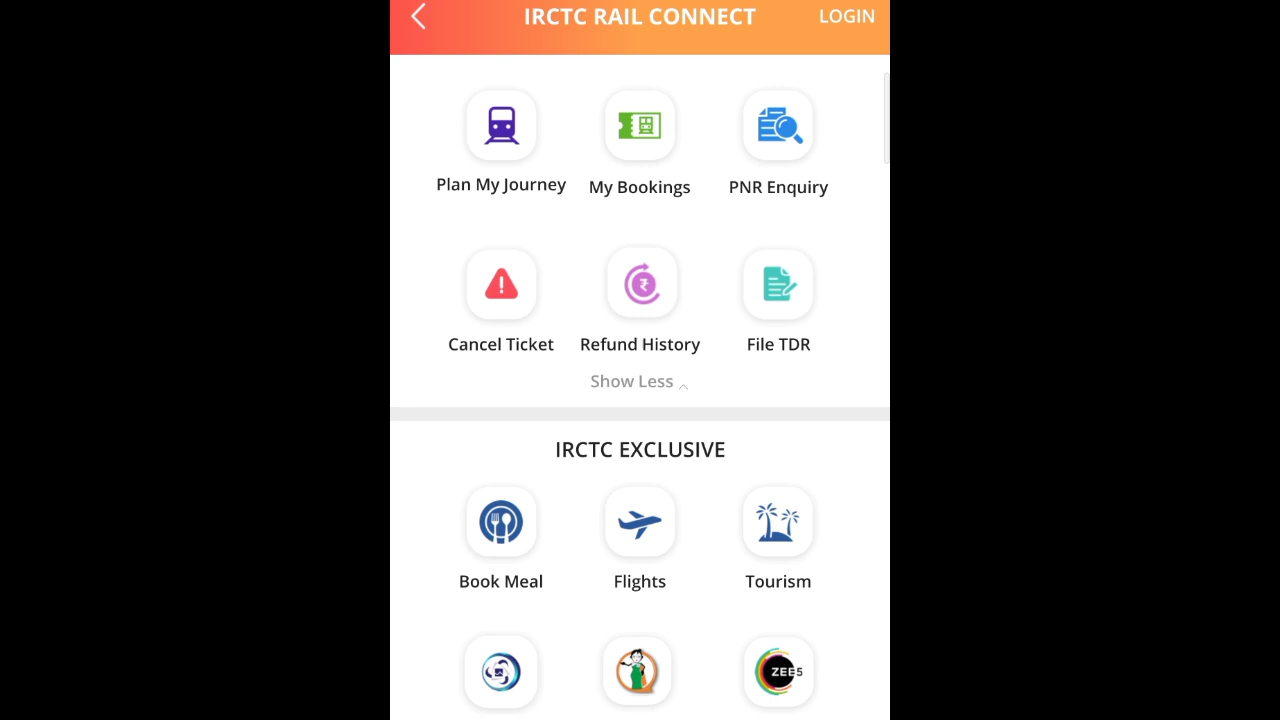 IRCTC RAIL CONNECT LOGIN
Plan My Journey My Bookings PNR Enquiry
₹
Cancel Ticket Refund History File TDR
Show Less
IRCTC EXCLUSIVE
Book Meal Flights Tourism
ZEE5